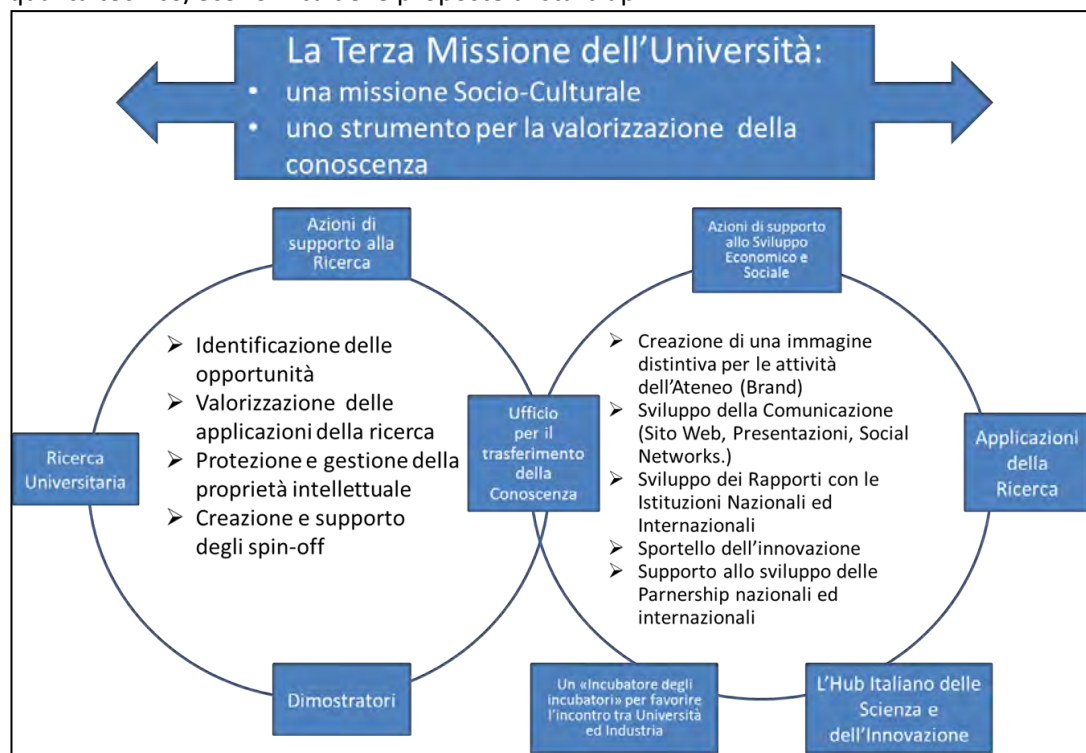 La Terza Missione dell'Università:
• una missione Socio-Culturale
• uno strumento per la valorizzazione della
conoscenza
Azioni di
supporto alla
Ricerca
Azioni di supporto
allo Sviluppo
Economico e
Sociale
➢ Identificazione delle
opportunità
➢ Valorizzazione delle
applicazioni della ricerca
➢ Protezione e gestione della
proprietà intellettuale
➢ Creazione e supporto
degli spin-off
➢ Creazione di una immagine
distintiva per le attività
dell'Ateneo (Brand)
➢ Sviluppo della Comunicazione
(Sito Web, Presentazioni, Social
Networks.)
➢ Sviluppo dei Rapporti con le
Istituzioni Nazionali ed
Internazionali
➢ Sportello dell'innovazione
➢ Supporto allo sviluppo delle
Parnership nazionali ed
internazionali
Ricerca
Universitaria
Ufficio
per il
trasferimento
della
Conoscenza
Applicazioni
della
Ricerca
Dimostratori
Un «Incubatore degli
incubatori» per favorire
l'incontro tra Università
ed Industria
L'Hub Italiano delle
Scienza e
dell'Innovazione